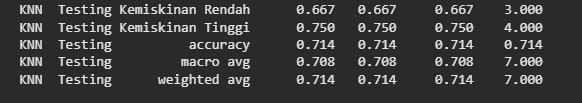 KNN Testing Kemiskinan Rendah 0.667 0.667 0.667 3.000
KNN Testing Kemiskinan Tinggi 0.750 0.750 0.750 4.000
KNN Testing accuracy 0.714 0.714 0.714 0.714
KNN Testing macro avg 0.708 0.708 0.708 7.000
KNN Testing weighted avg 0.714 0.714 0.714 7.000